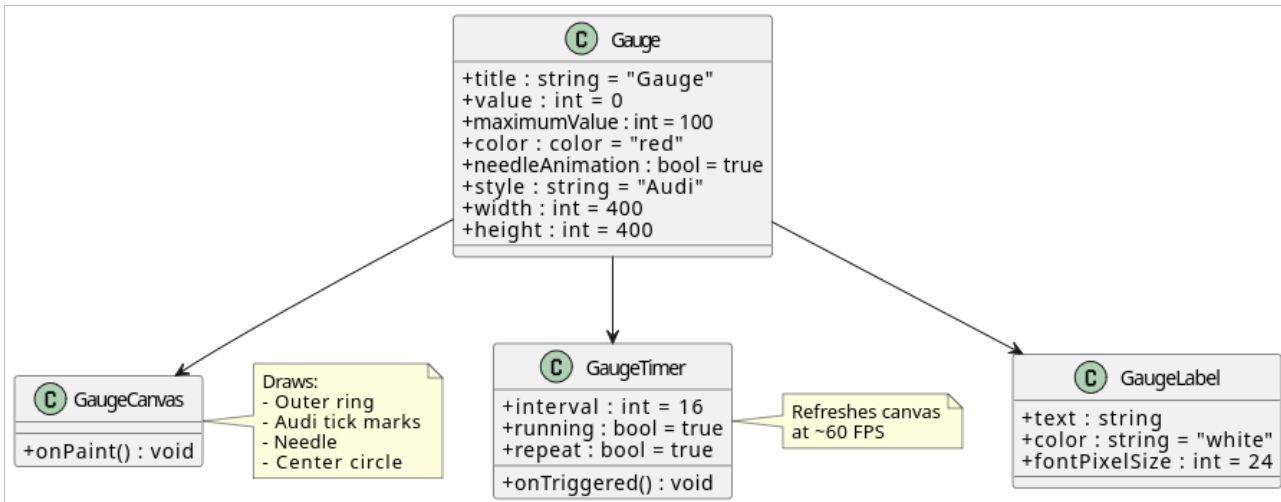 C Gauge
+title : string = "Gauge"
+value : int = 0
+maximumValue : int = 100
+color : color = "red"
+needleAnimation : bool = true
+style : string = "Audi"
+width : int = 400
+height : int = 400
C GaugeCanvas
+onPaint() : void
Draws:
- Outer ring
- Audi tick marks
- Needle
- Center circle
C GaugeTimer
+interval : int = 16
+running : bool = true
+repeat : bool = true
+onTriggered() : void
Refreshes canvas
at ~60 FPS
C GaugeLabel
+text : string
+color : string = "white"
+fontPixelSize : int = 24